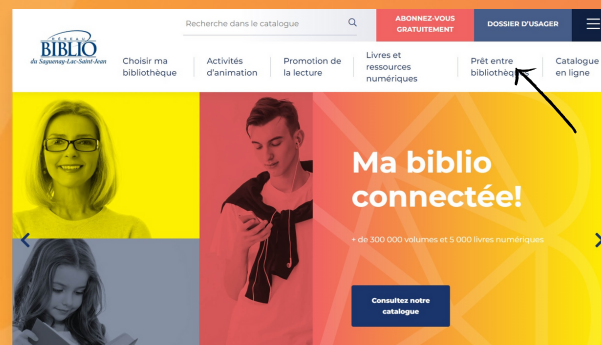 Recherche dans le catalogue
ABONNEZ-VOUS
GRATUITEMENT
DOSSIER D'USAGER
RÉSEAU
BIBLIO
du Saguenay-Lac-Saint-Jean
Choisir ma
bibliothèque
Activités
d'animation
Promotion de
la lecture
Livres et
ressources
numériques
Prêt entre
bibliothèques
Catalogue
en ligne
Ma biblio
connectée!
+ de 300 000 volumes et 5 000 livres numériques
Consultez notre
catalogue